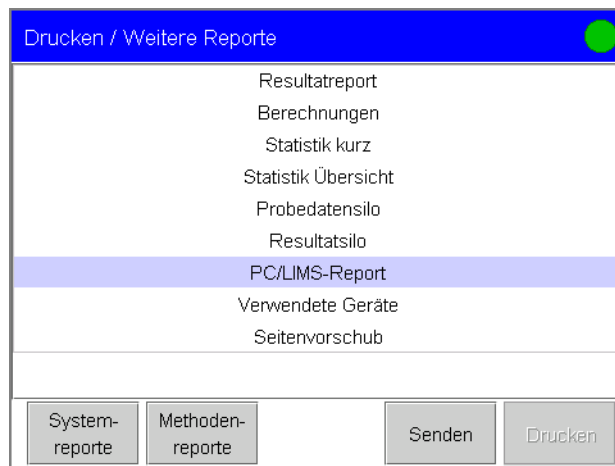 Drucken / Weitere Reporte
Resultatreport
Berechnungen
Statistik kurz
Statistik Übersicht
Probedatensilo
Resultatsilo
PC/LIMS-Report
Verwendete Geräte
Seitenvorschub
System-
reporte
Methoden-
reporte
Senden
Drucken